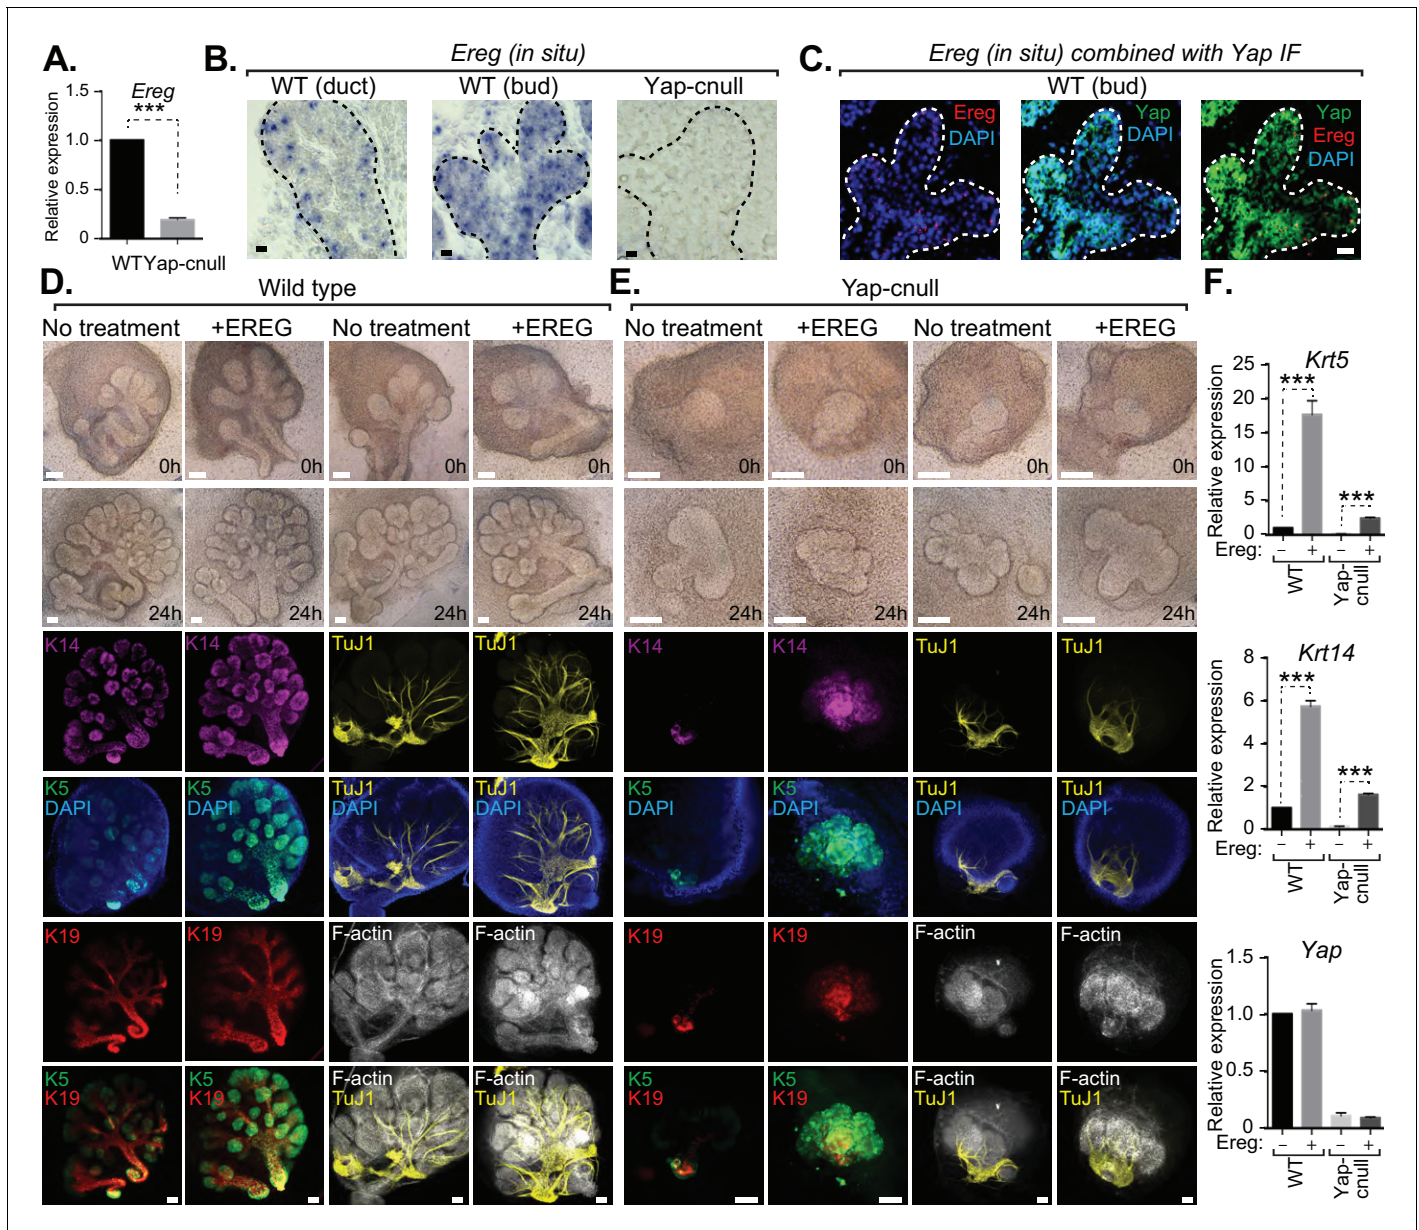 A.
Ereg
***
1.5
1.0
0.5
0
Relative expression
WTYap-cnull
B.
Ereg (in situ)
WT (duct)
WT (bud)
Yap-cnull
C.
Ereg (in situ) combined with Yap IF
WT (bud)
Ereg
DAPI
Yap
DAPI
Yap
Ereg
DAPI
D.
Wild type
No treatment
+EREG
No treatment
+EREG
0h
0h
0h
0h
24h
24h
24h
24h
K14
K14
TuJ1
TuJ1
K5
DAPI
K5
DAPI
TuJ1
DAPI
TuJ1
DAPI
K19
K19
F-actin
F-actin
K5
K19
K5
K19
F-actin
TuJ1
F-actin
TuJ1
E.
Yap-cnull
No treatment
+EREG
No treatment
+EREG
0h
0h
0h
0h
24h
24h
24h
24h
K14
K14
TuJ1
TuJ1
K5
DAPI
K5
DAPI
TuJ1
DAPI
TuJ1
DAPI
K19
K19
F-actin
F-actin
K5
K19
K5
K19
F-actin
TuJ1
F-actin
TuJ1
F.
Krt5
Relative expression
25
20
15
10
5
0
***
***
Ereg: − + − +
WT
Yap-
cnull
Krt14
Relative expression
8
6
4
2
0
***
***
Ereg: − + − +
WT
Yap-
cnull
Yap
Relative expression
1.5
1.0
0.5
0
Ereg: − + − +
WT
Yap-
cnull